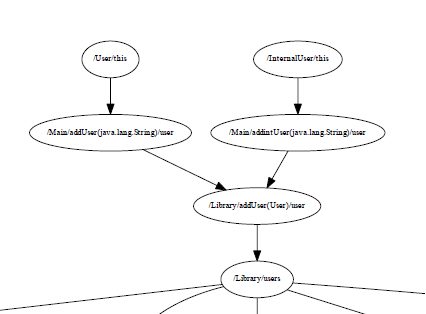 /User/this
/InternalUser/this
/Main/addUser(java.lang.String)/user
/Main/addintUser(java.lang.String)/user
/Library/addUser(User)/user
/Library/users